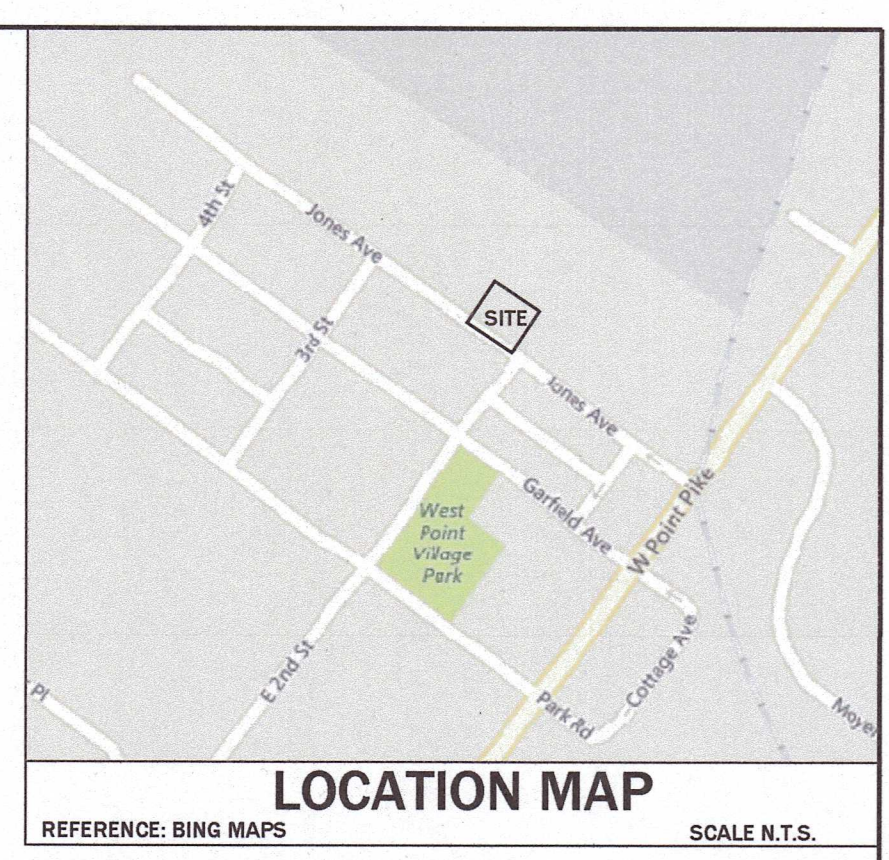 4th St
Jones Ave
SITE
3rd St
Jones Ave
West
Point
Village
Park
Garfield Ave
W Point Pike
E 2nd St
Cottage Ave
Park Rd
Pl
Moyer
LOCATION MAP
REFERENCE: BING MAPS
SCALE N.T.S.